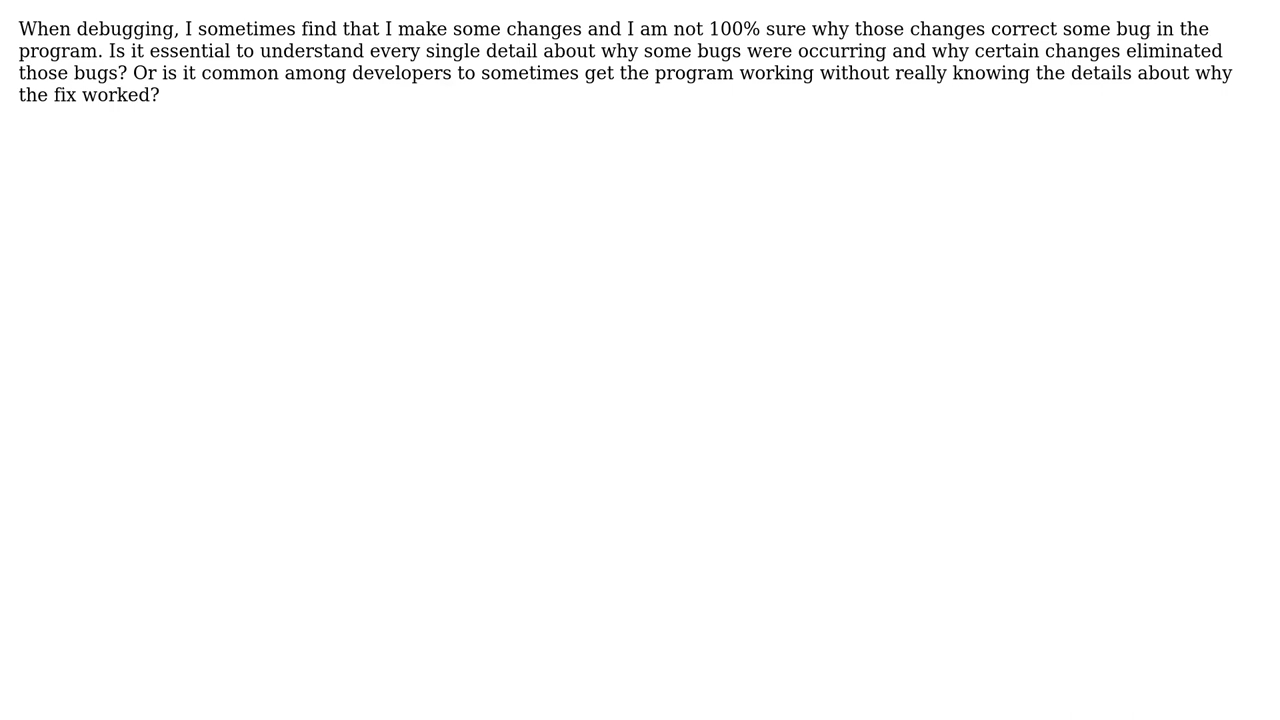 When debugging, I sometimes find that I make some changes and I am not 100% sure why those changes correct some bug in the
program. Is it essential to understand every single detail about why some bugs were occurring and why certain changes eliminated
those bugs? Or is it common among developers to sometimes get the program working without really knowing the details about why
the fix worked?